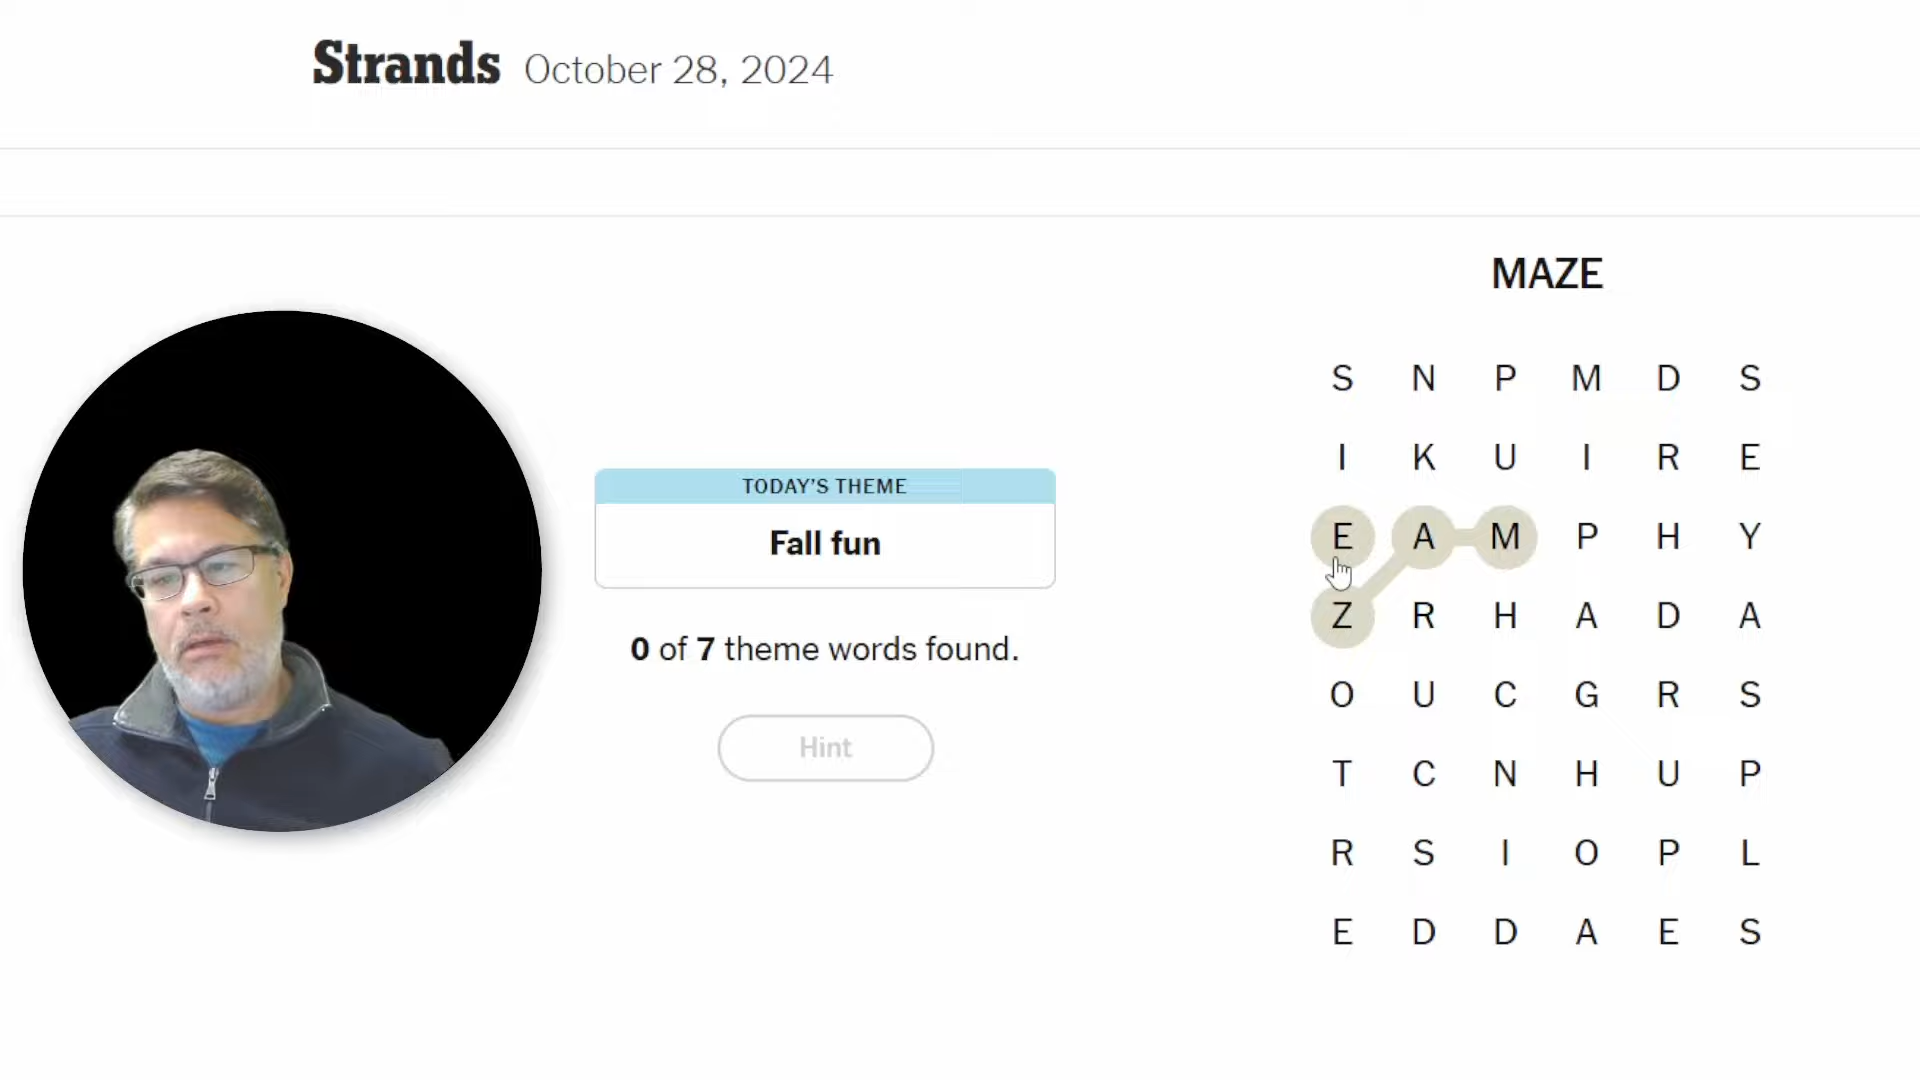 Strands October 28, 2024
MAZE
TODAY'S THEME
Fall fun
0 of 7 theme words found.
Hint
S N P M D S
I K U I R E
E A M P H Y
Z R H A D A
O U C G R S
T C N H U P
R S I O P L
E D D A E S